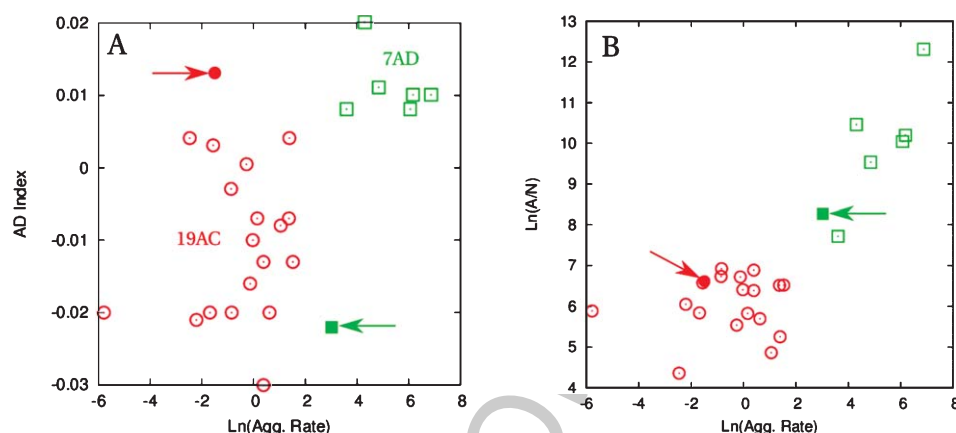 A
0.02
0.01
0
-0.01
-0.02
-0.03
AD Index
7AD
19AC
-6 -4 -2 0 2 4 6 8
Ln(Agg. Rate)
B
13
12
11
10
9
8
7
6
5
4
Ln(A/N)
-6 -4 -2 0 2 4 6 8
Ln(Agg. Rate)